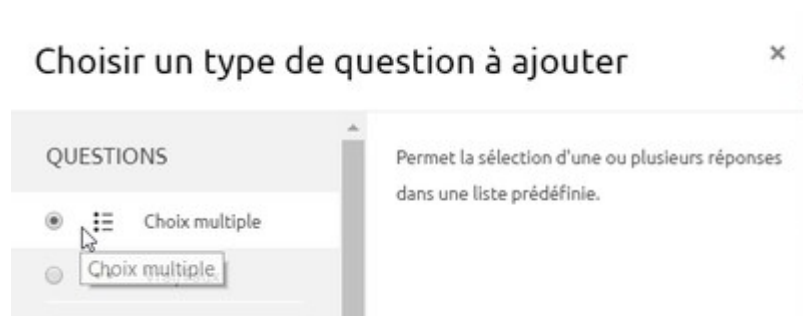 Choisir un type de question à ajouter ×
QUESTIONS
Choix multiple
Choix multiple
Permet la sélection d'une ou plusieurs réponses
dans une liste prédéfinie.